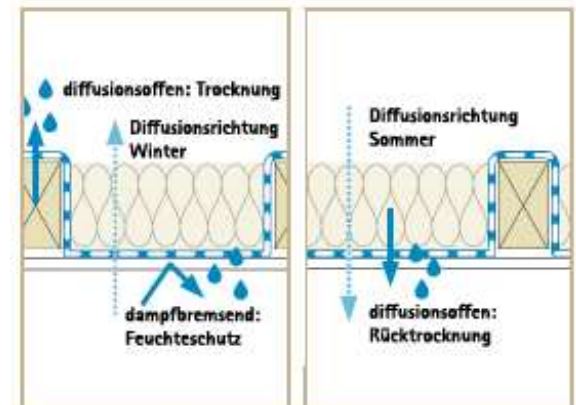 diffusionsoffen: Trocknung
Diffusionsrichtung
Winter
dampfbremsend:
Feuchteschutz
Diffusionsrichtung
Sommer
diffusionsoffen:
Rücktrocknung